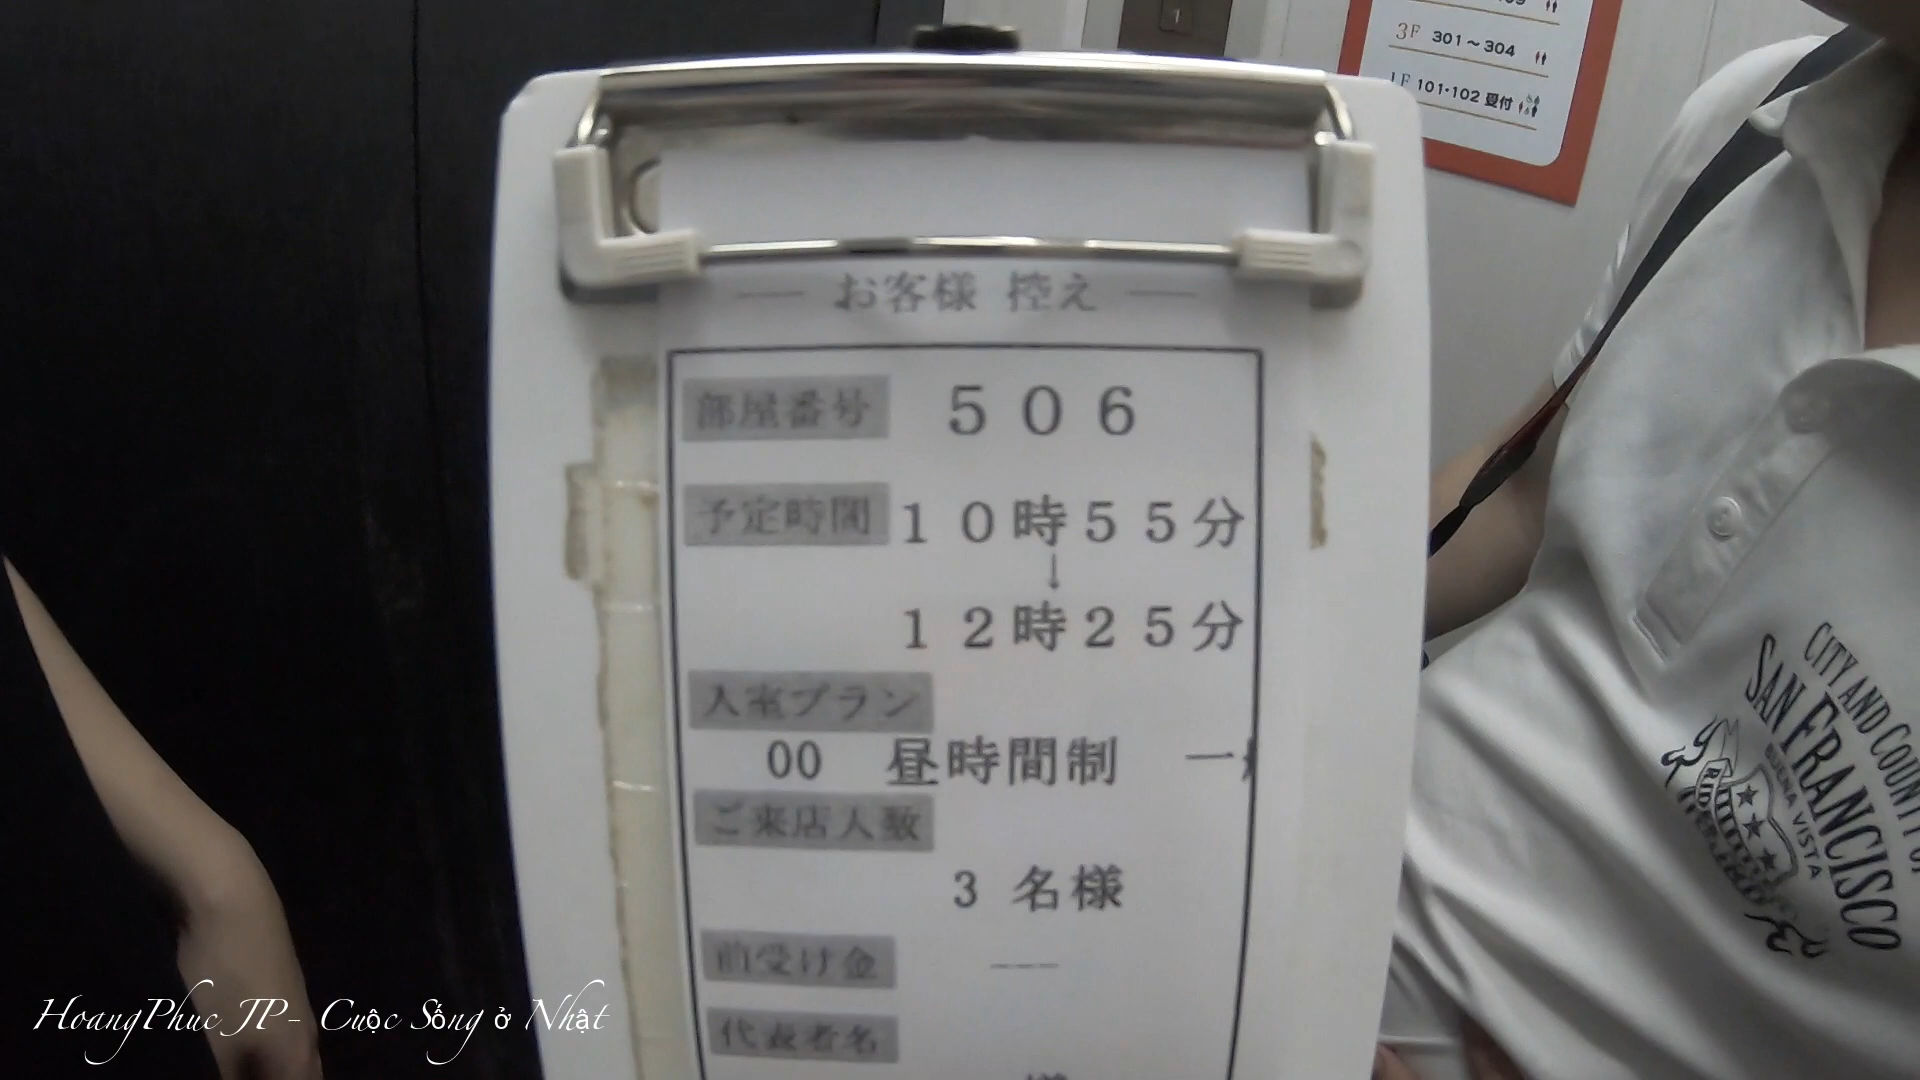 3F 301～304
1F 101・102 受付
お客様 控え
部屋番号 506
予定時間 10時55分
↓
12時25分
入室プラン
00 昼時間制 一
ご来店人数
3 名様
前受け金 ---
代表者名
様
CITY AND COUNTY OF
SAN FRANCISCO
BUENA VISTA
HoangPhuc JP - Cuộc Sống ở Nhật